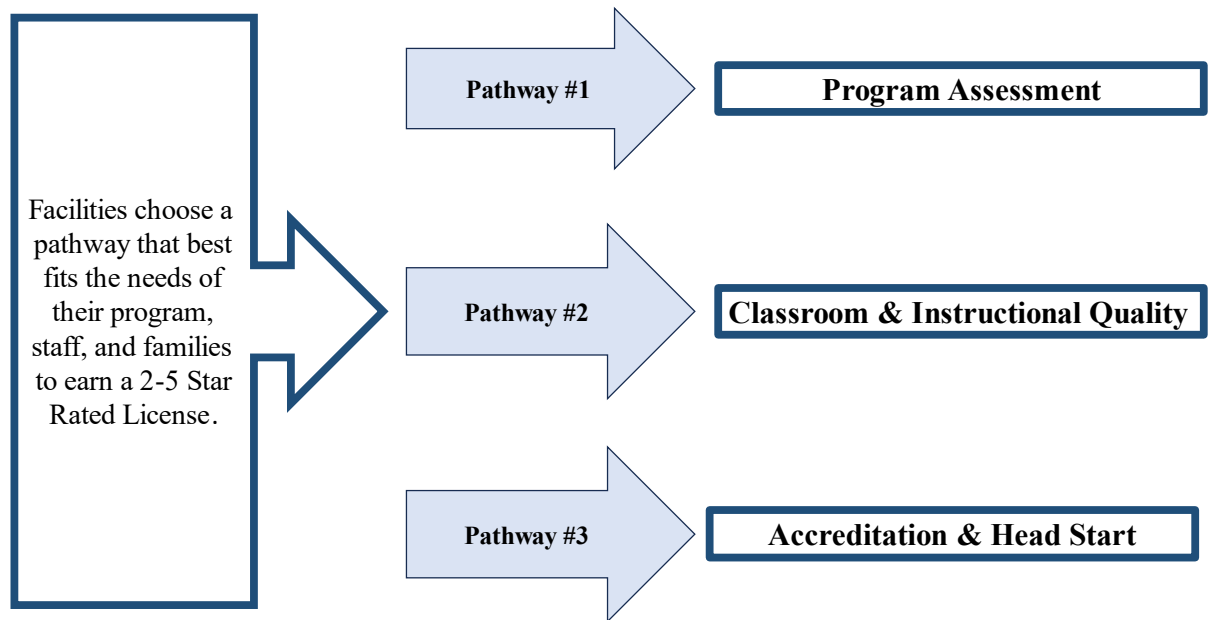 Facilities choose a
pathway that best
fits the needs of
their program,
staff, and families
to earn a 2-5 Star
Rated License.
Pathway #1
Program Assessment
Pathway #2
Classroom & Instructional Quality
Pathway #3
Accreditation & Head Start